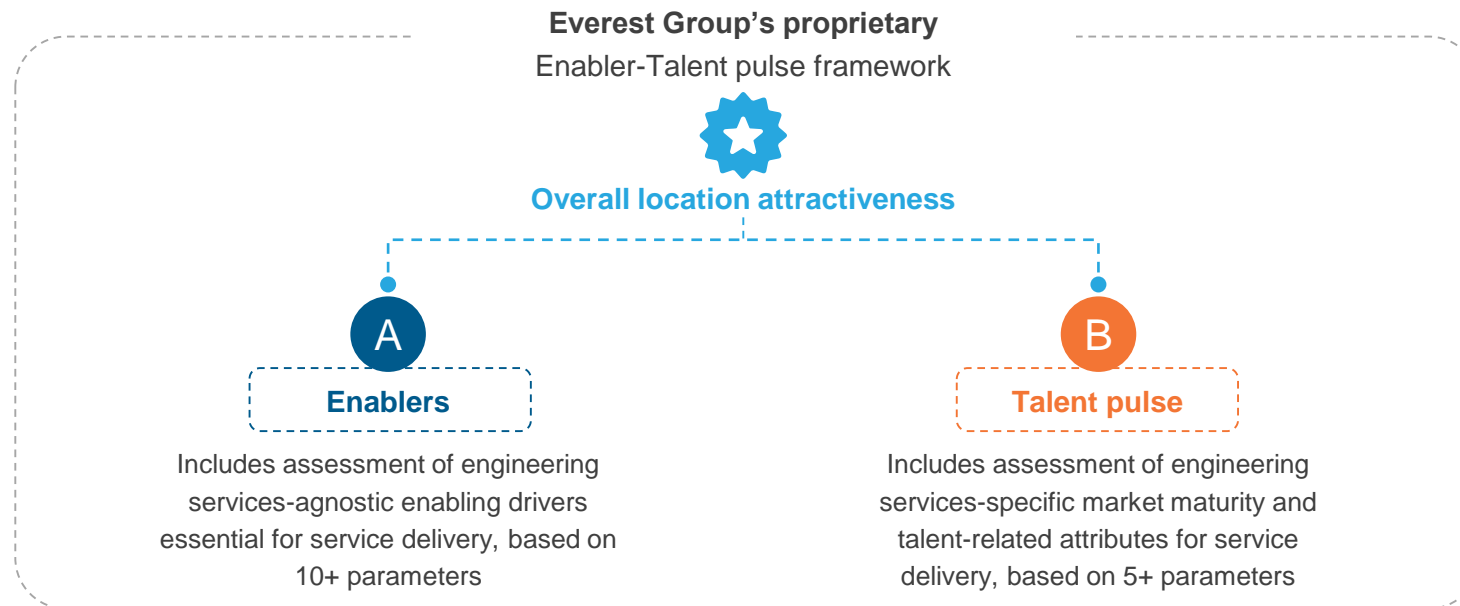 Everest Group’s proprietary
Enabler-Talent pulse framework
Overall location attractiveness
A
Enablers
Includes assessment of engineering
services-agnostic enabling drivers
essential for service delivery, based on
10+ parameters
B
Talent pulse
Includes assessment of engineering
services-specific market maturity and
talent-related attributes for service
delivery, based on 5+ parameters